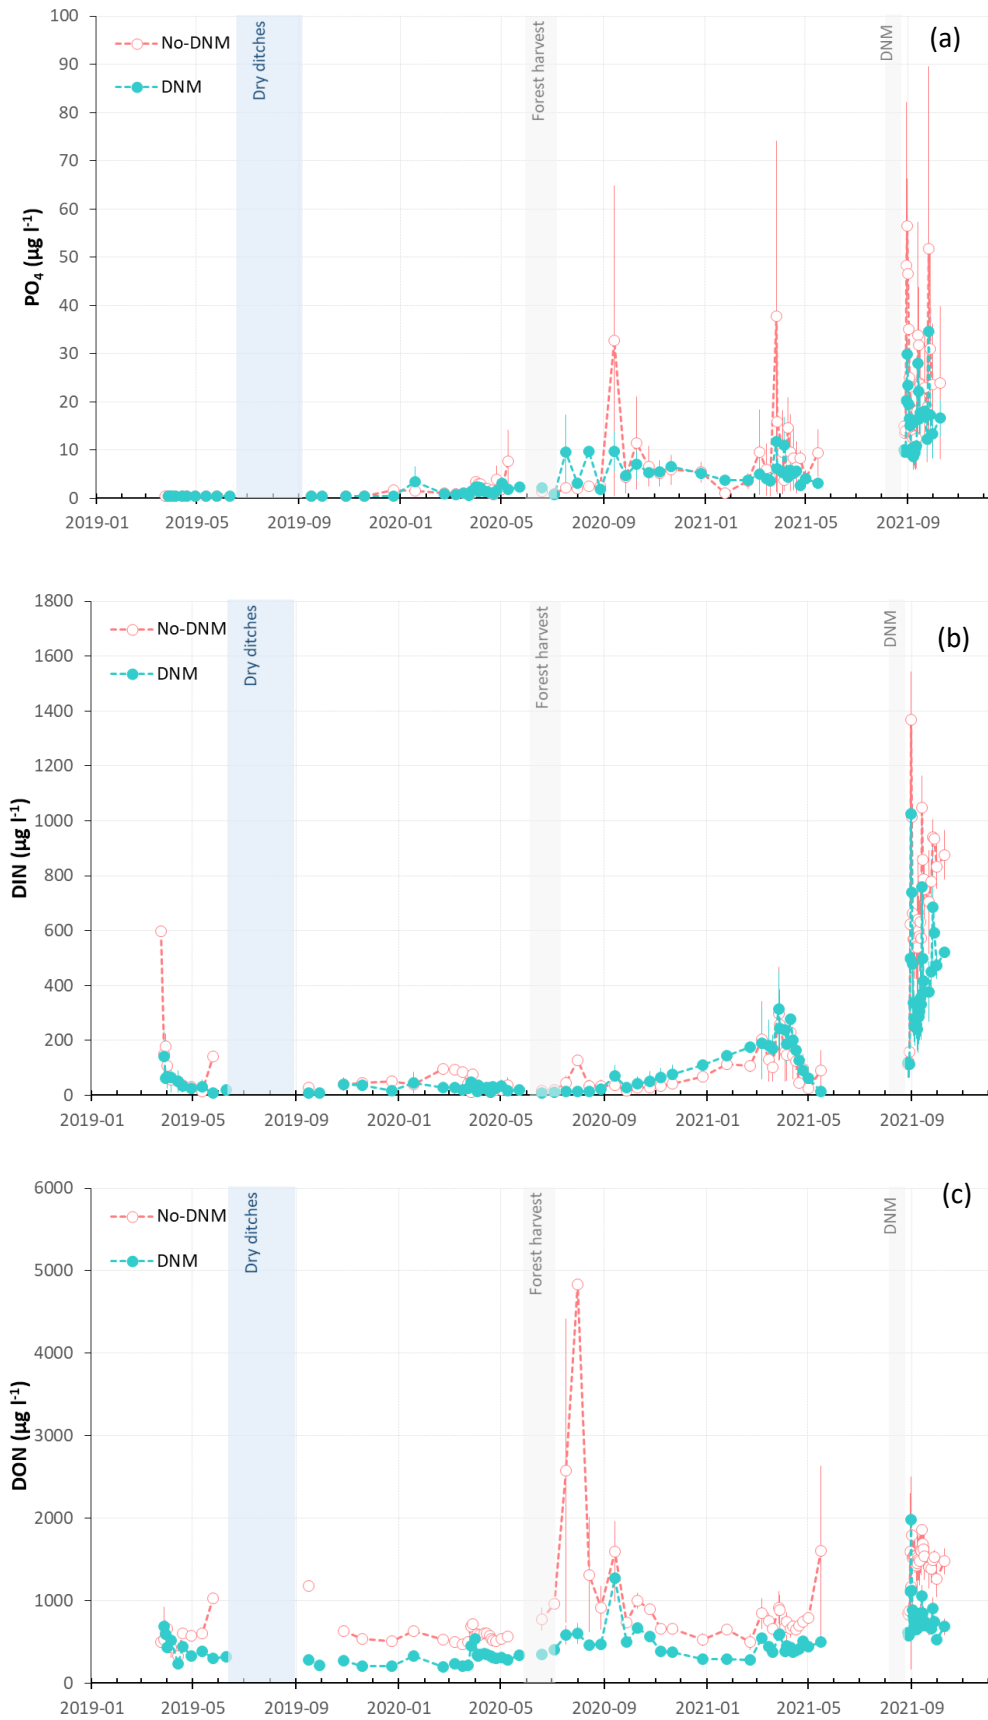 (a)
No-DNM
DNM
Dry ditches
Forest harvest
DNM
100
90
80
70
60
50
40
30
20
10
0
PO4 (µg l-1)
2019-01 2019-05 2019-09 2020-01 2020-05 2020-09 2021-01 2021-05 2021-09
(b)
No-DNM
DNM
Dry ditches
Forest harvest
DNM
1800
1600
1400
1200
1000
800
600
400
200
0
DIN (µg l-1)
2019-01 2019-05 2019-09 2020-01 2020-05 2020-09 2021-01 2021-05 2021-09
(c)
No-DNM
DNM
Dry ditches
Forest harvest
DNM
6000
5000
4000
3000
2000
1000
0
DON (µg l-1)
2019-01 2019-05 2019-09 2020-01 2020-05 2020-09 2021-01 2021-05 2021-09